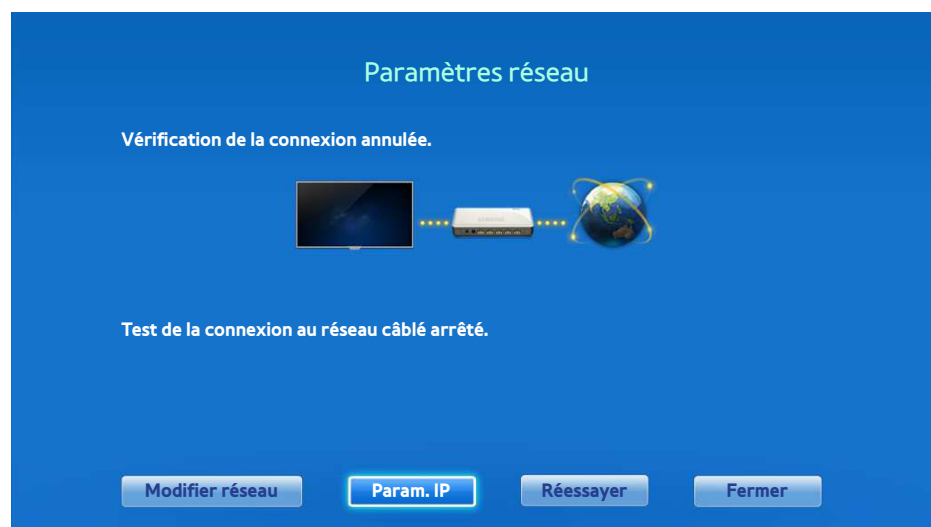 Paramètres réseau
Vérification de la connexion annulée.
Test de la connexion au réseau câblé arrêté.
Modifier réseau Param. IP Réessayer Fermer